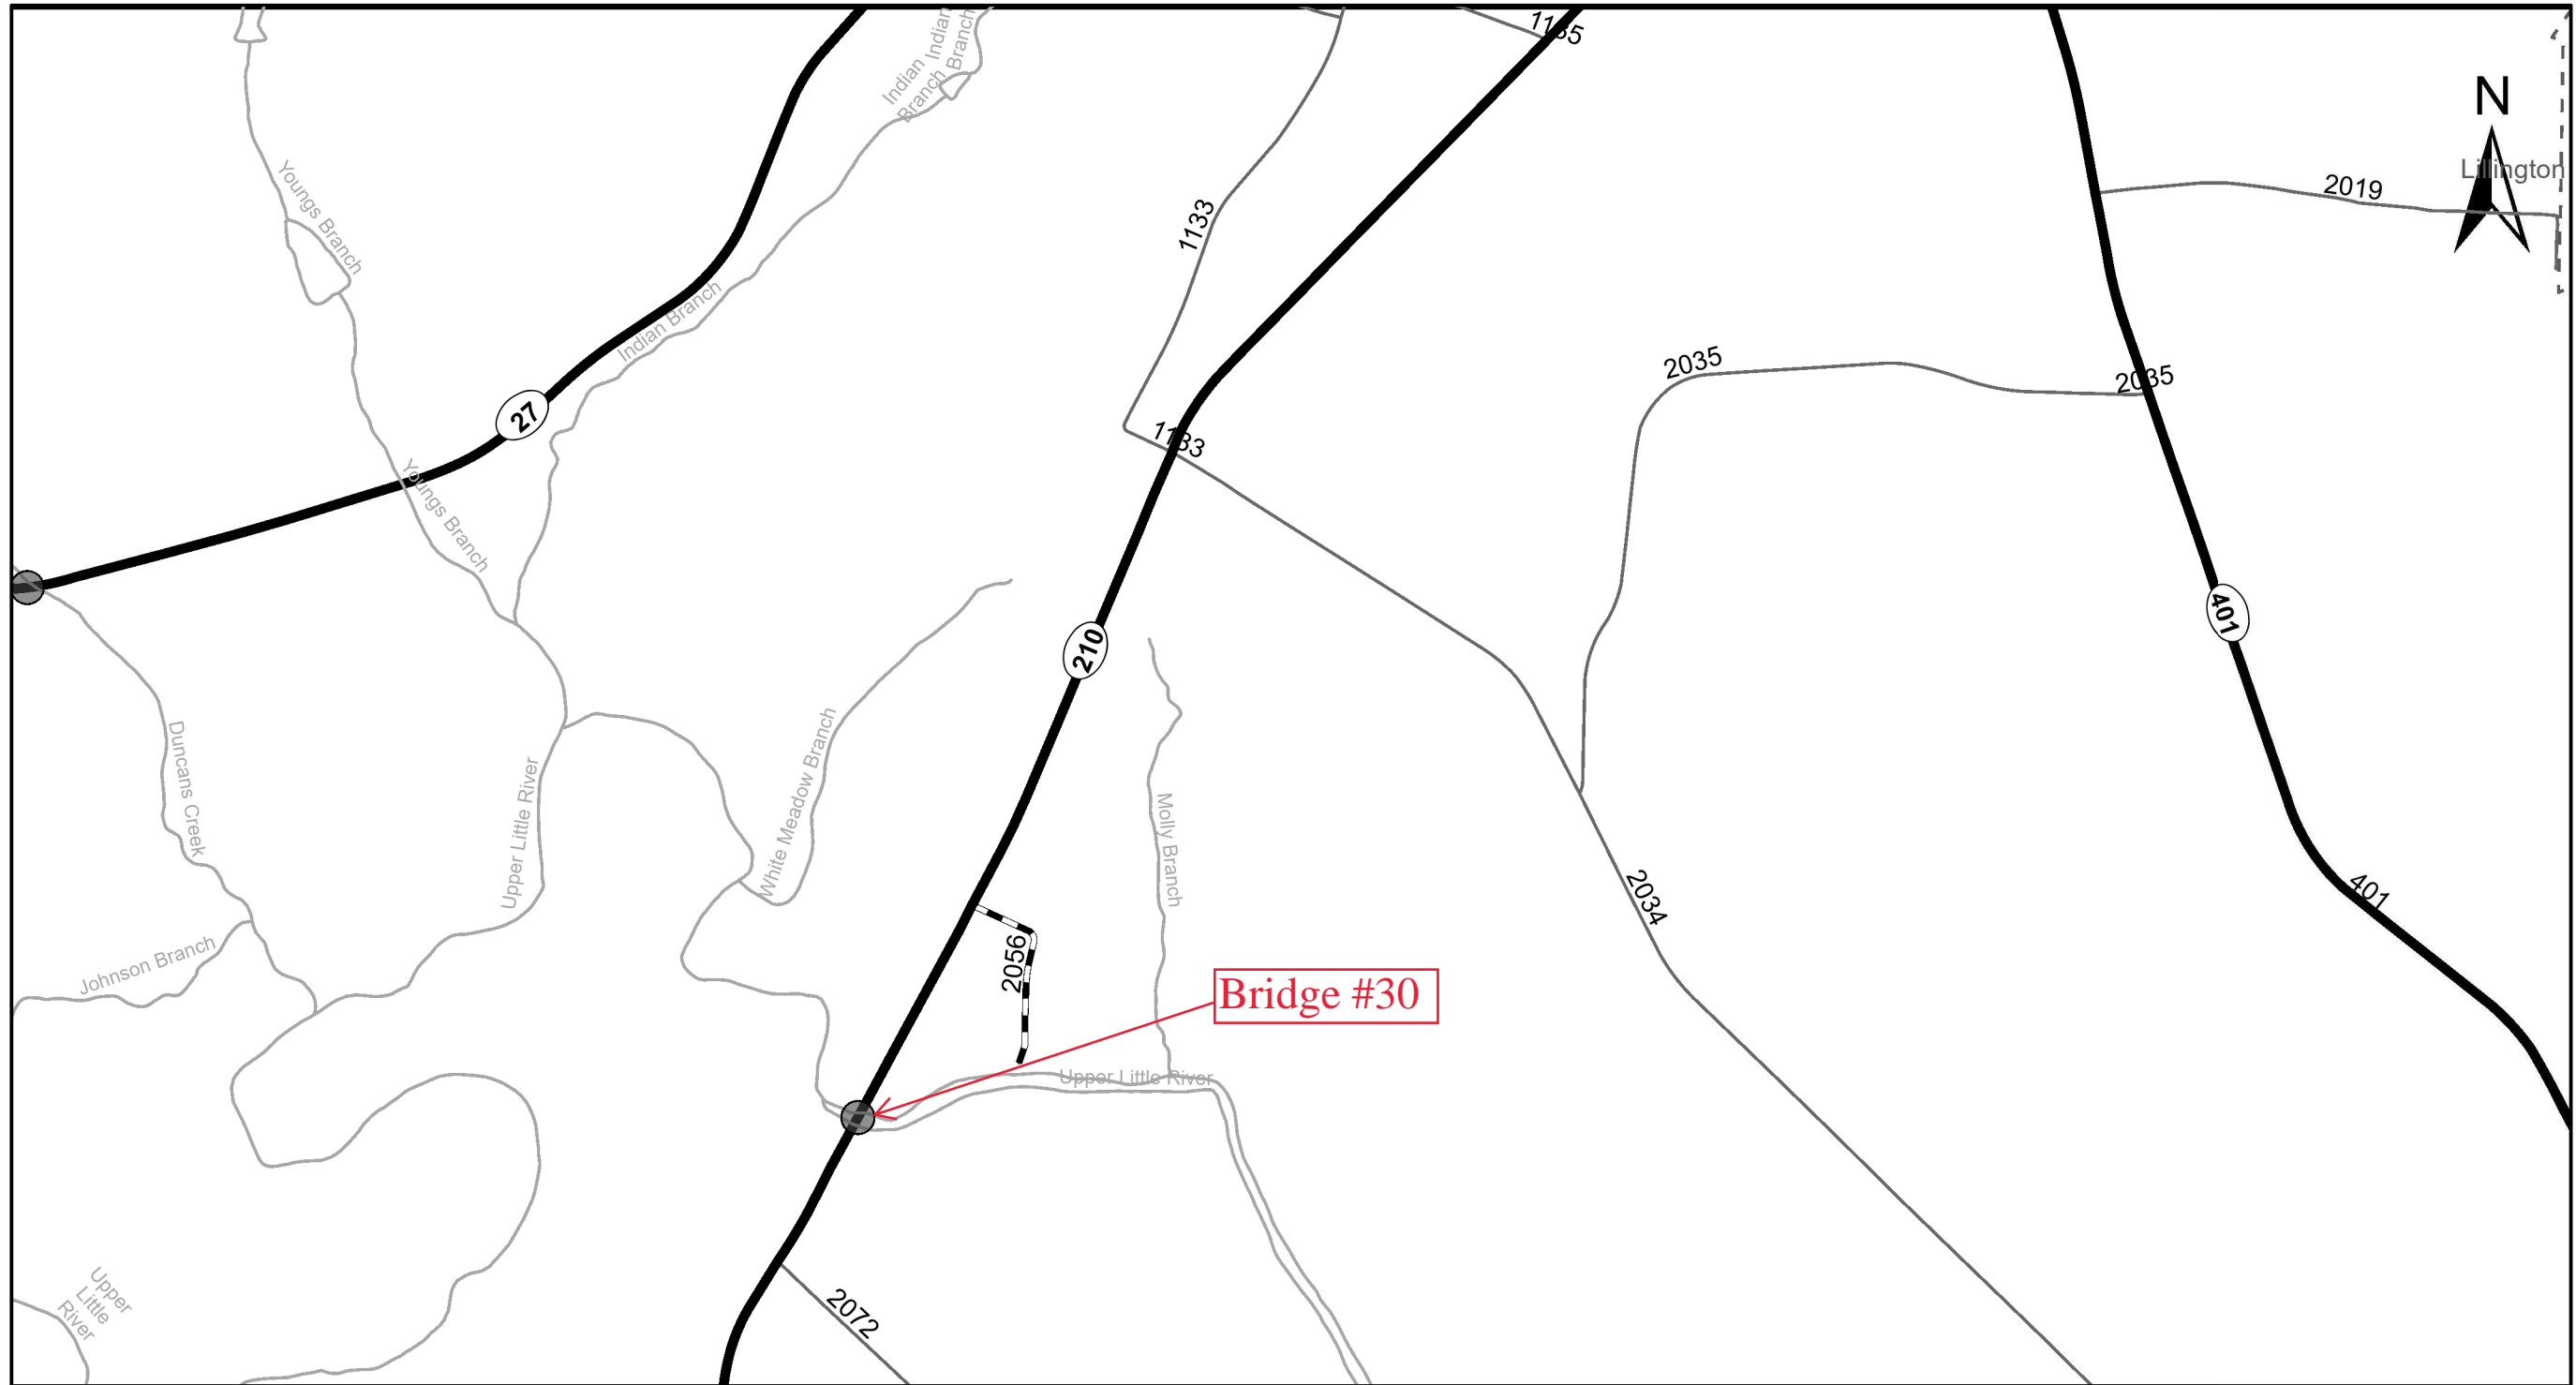 Indian
Branch
Indian
Branch
1135
N
Lillington
2019
Youngs Branch
1133
Indian Branch
2035
2035
27
1133
Youngs Branch
401
210
Duncans Creek
White Meadow Branch
Upper Little River
Molly Branch
2034
401
Johnson Branch
2056
Bridge #30
Upper Little River
Upper
Little
River
2072